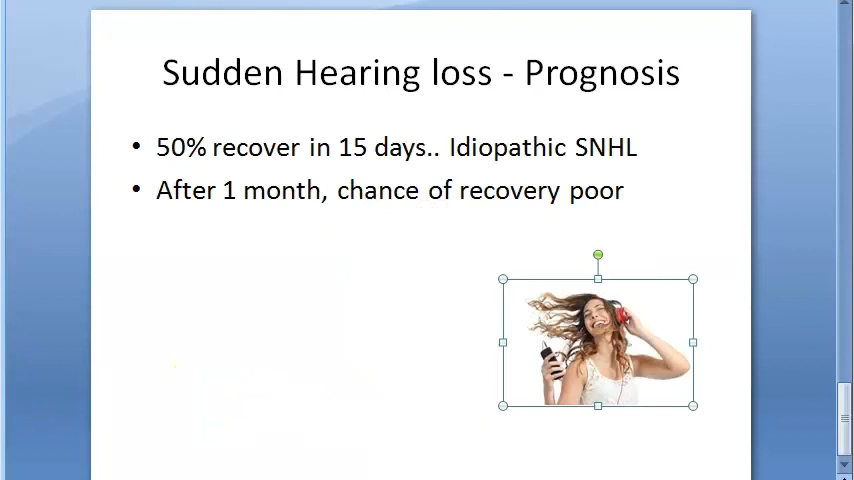 Sudden Hearing loss - Prognosis
• 50% recover in 15 days.. Idiopathic SNHL
• After 1 month, chance of recovery poor